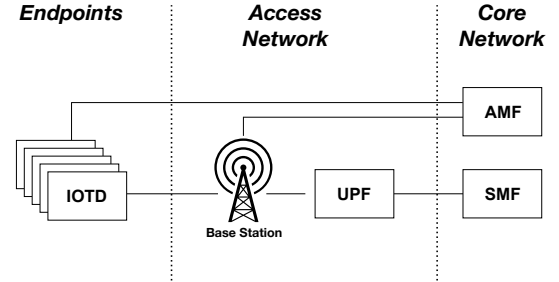 Endpoints
Access
Network
Core
Network
AMF
IOTD
UPF
SMF
Base Station